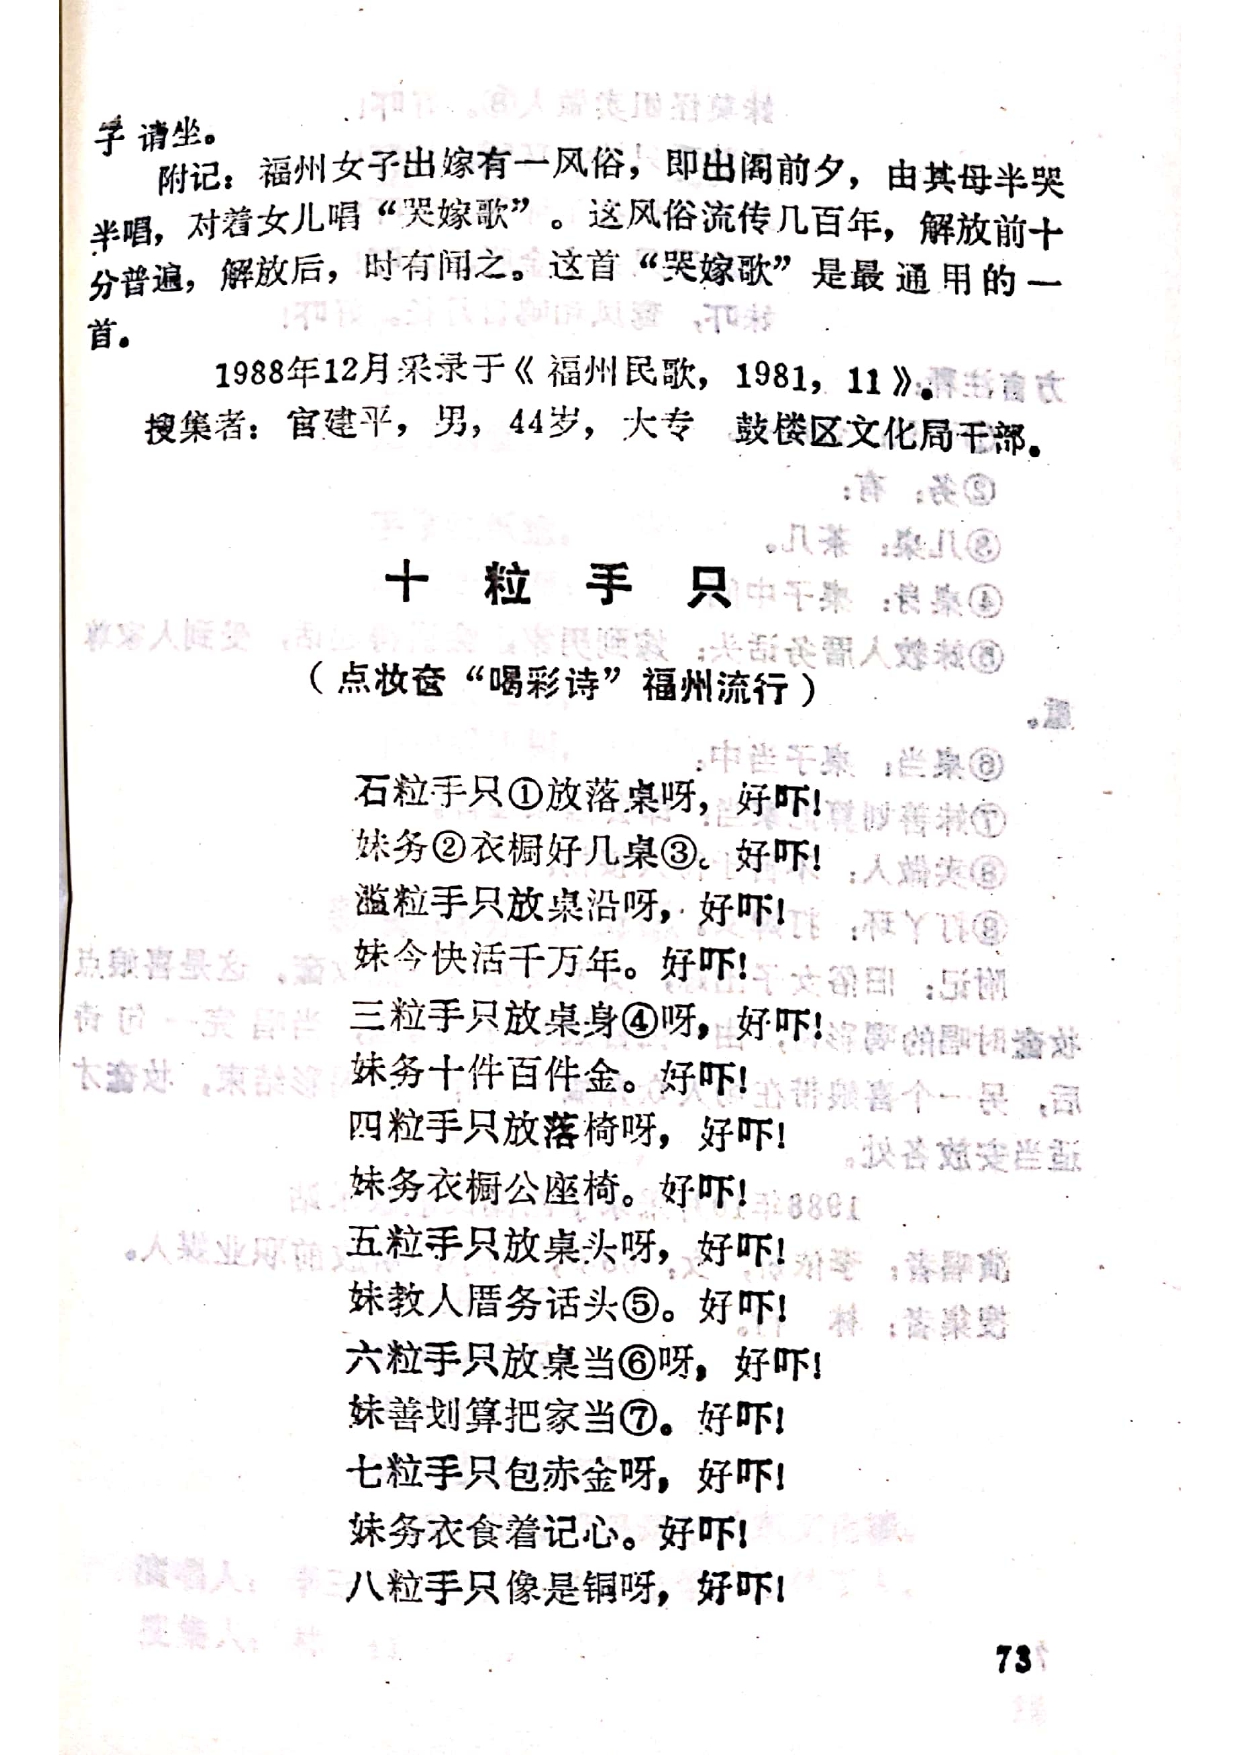 字请坐。
附记：福州女子出嫁有一风俗，即出阁前夕，由其母半哭
半唱，对着女儿唱“哭嫁歌”。这风俗流传几百年，解放前十
分普遍，解放后，时有闻之。这首“哭嫁歌”是最通用的一
首。
1988年12月采录于《福州民歌，1981，11》。
搜集者：官建平，男，44岁，大专 鼓楼区文化局干部。
十粒手只
（点妆奁“喝彩诗”福州流行）
石粒手只①放落桌呀，好吓！
妹务②衣橱好几桌③。好吓！
滥粒手只放桌沿呀，好吓！
妹今快活千万年。好吓！
三粒手只放桌身④呀，好吓！
妹务十件百件金。好吓！
四粒手只放落椅呀，好吓！
妹务衣橱公座椅。好吓！
五粒手只放桌头呀，好吓！
妹教人厝务话头⑤。好吓！
六粒手只放桌当⑥呀，好吓！
妹善划算把家当⑦。好吓！
七粒手只包赤金呀，好吓！
妹务衣食着记心。好吓！
八粒手只像是铜呀，好吓！
73